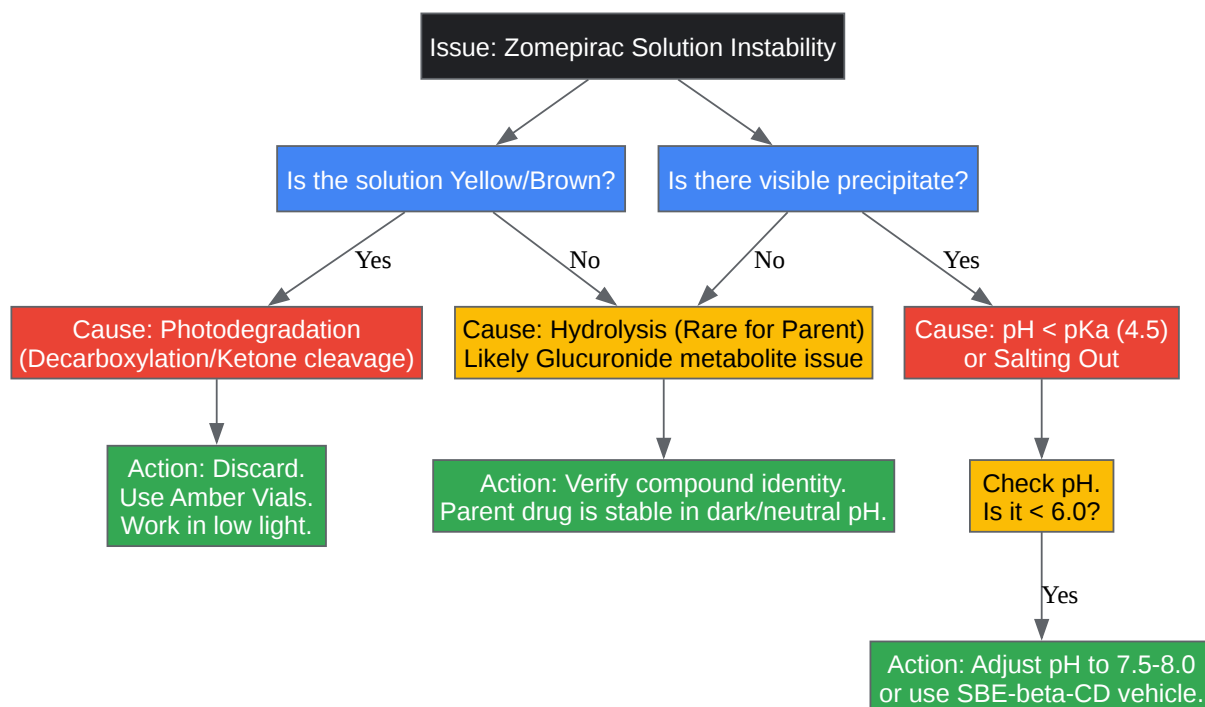 Issue: Zomepirac Solution Instability
Is the solution Yellow/Brown?
Is there visible precipitate?
Yes
No
No
Yes
Cause: Photodegradation
(Decarboxylation/Ketone cleavage)
Cause: Hydrolysis (Rare for Parent)
Likely Glucuronide metabolite issue
Cause: pH < pKa (4.5)
or Salting Out
Action: Discard.
Use Amber Vials.
Work in low light.
Action: Verify compound identity.
Parent drug is stable in dark/neutral pH.
Check pH.
Is it < 6.0?
Yes
Action: Adjust pH to 7.5-8.0
or use SBE-beta-CD vehicle.